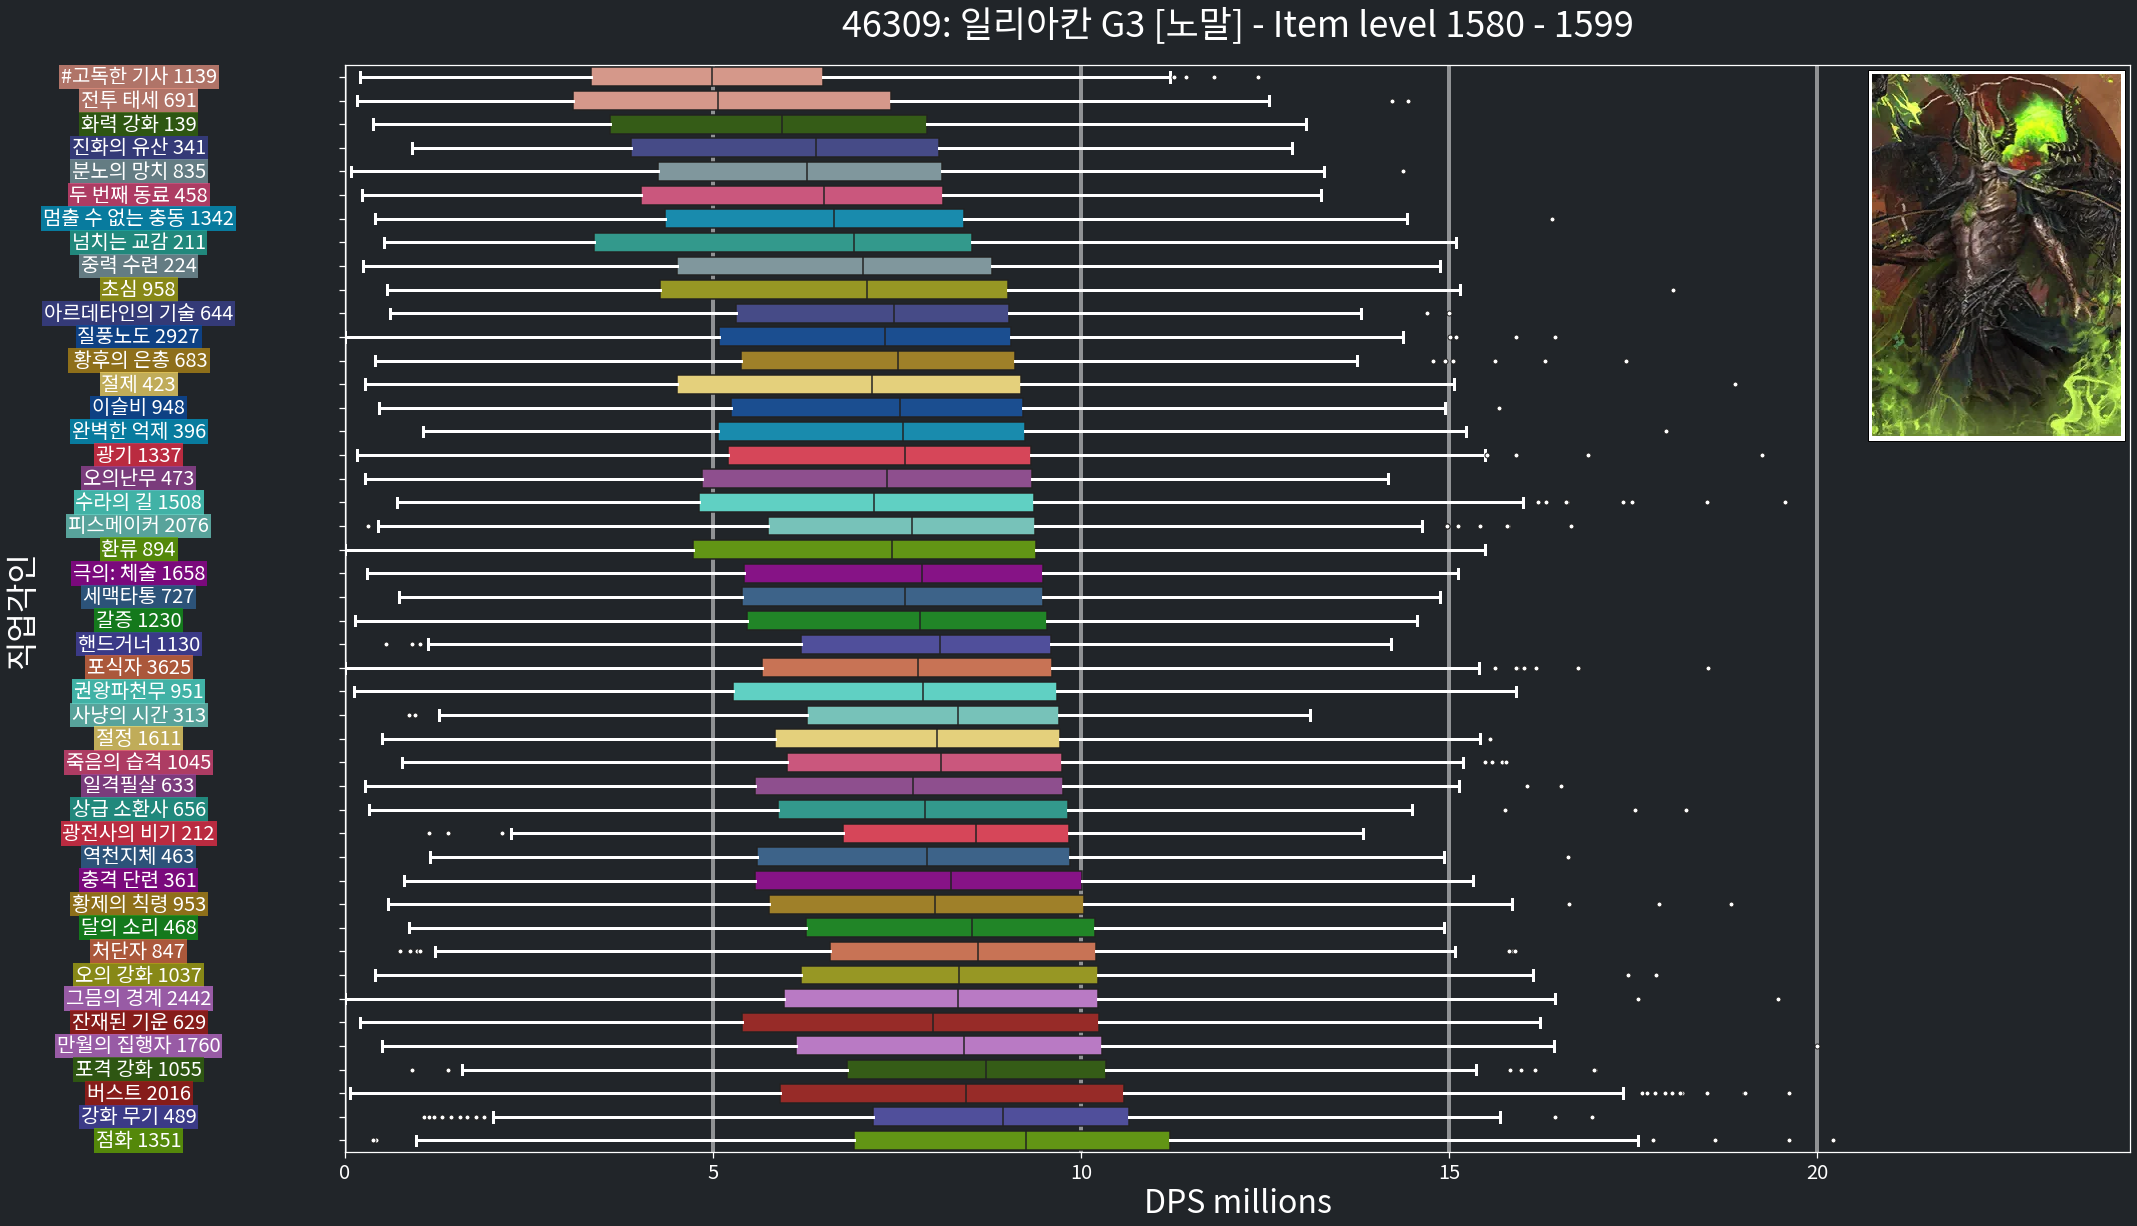 46309: 일리아칸 G3 [노말] - Item level 1580 - 1599
#고독한 기사 1139
전투 태세 691
화력 강화 139
진화의 유산 341
분노의 망치 835
두 번째 동료 458
멈출 수 없는 충동 1342
넘치는 교감 211
중력 수련 224
초심 958
아르데타인의 기술 644
질풍노도 2927
황후의 은총 683
절제 423
이슬비 948
완벽한 억제 396
광기 1337
오의난무 473
수라의 길 1508
피스메이커 2076
환류 894
극의: 체술 1658
세맥타통 727
갈증 1230
핸드거너 1130
포식자 3625
권왕파천무 951
사냥의 시간 313
절정 1611
죽음의 습격 1045
일격필살 633
상급 소환사 656
광전사의 비기 212
역천지체 463
충격 단련 361
황제의 칙령 953
달의 소리 468
처단자 847
오의 강화 1037
그믐의 경계 2442
잔재된 기운 629
만월의 집행자 1760
포격 강화 1055
버스트 2016
강화 무기 489
점화 1351
직업각인
0 5 10 15 20
DPS millions